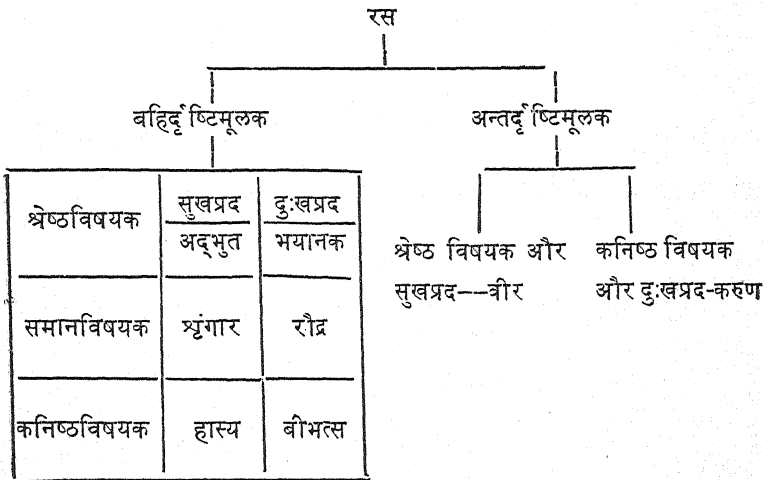 रस
बहिर्दृष्टिमूलक अन्तर्दृष्टिमूलक
श्रेष्ठविषयक सुखप्रद दुःखप्रद
अद्भुत भयानक
समानविषयक शृंगार रौद्र
कनिष्ठविषयक हास्य बीभत्स
श्रेष्ठ विषयक और
सुखप्रद--वीर
कनिष्ठ विषयक
और दुःखप्रद-करुण